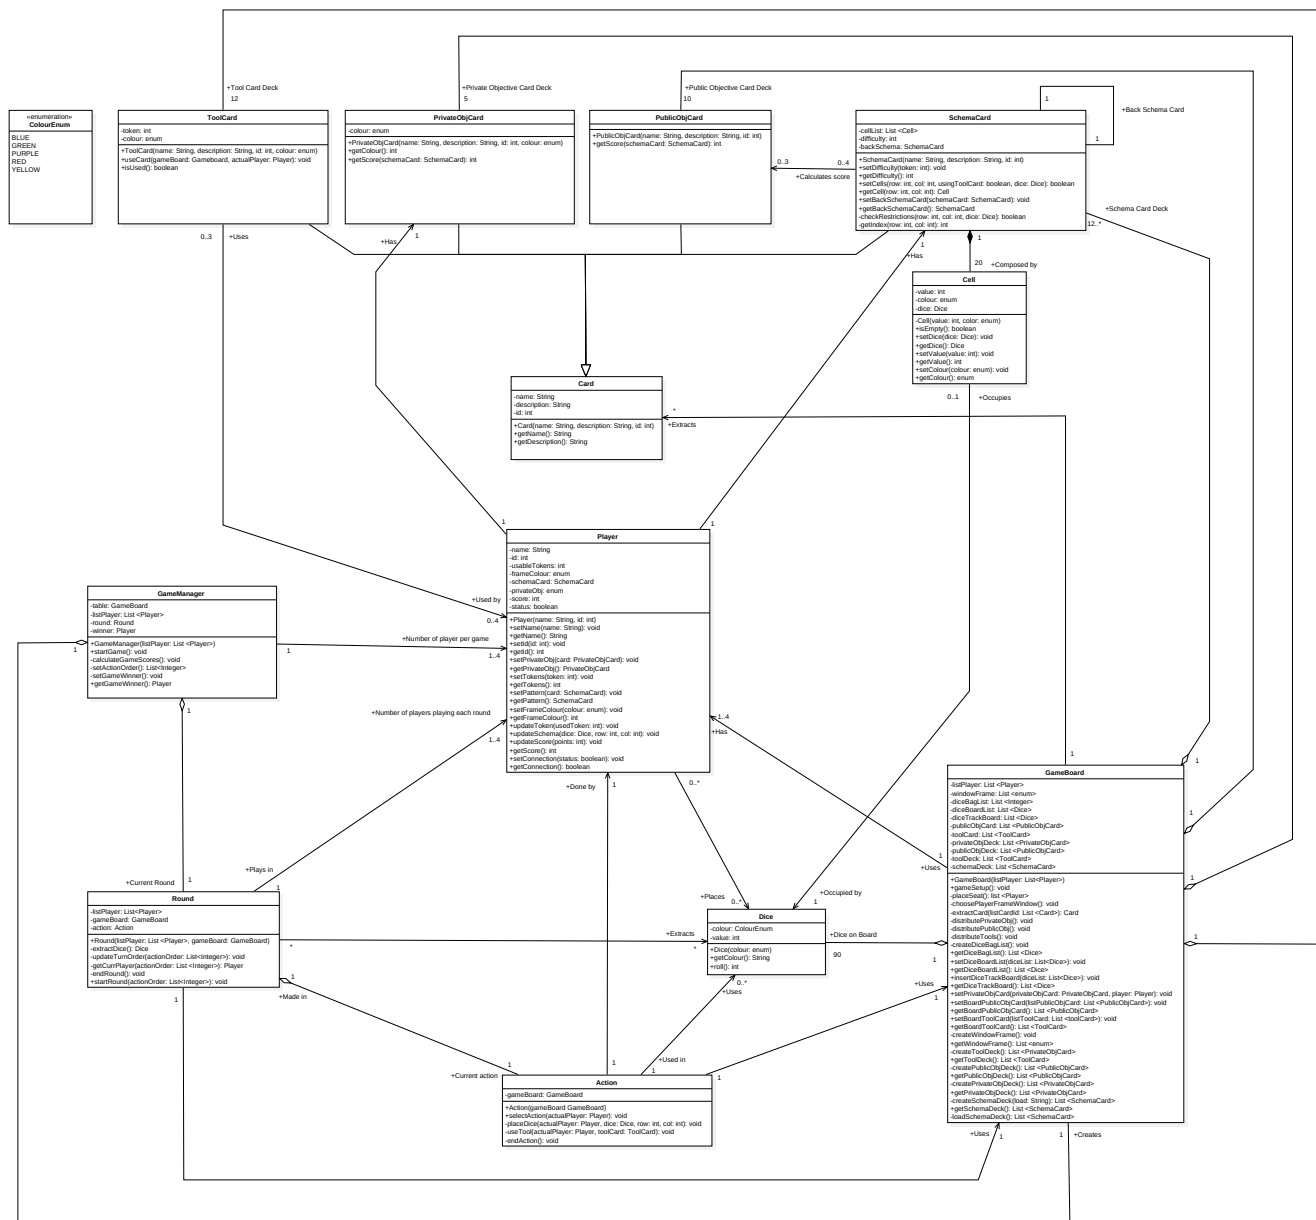 +Tool Card Deck
12
+Private Objective Card Deck
5
+Public Objective Card Deck
10
1
+Back Schema Card
1
«enumeration»
ColourEnum
BLUE
GREEN
PURPLE
RED
YELLOW
ToolCard
-token: int
-colour: enum
+ToolCard(name: String, description: String, id: int, colour: enum)
+useCard(gameBoard: Gameboard, actualPlayer: Player): void
+isUsed(): boolean
PrivateObjCard
-colour: enum
+PrivateObjCard(name: String, description: String, id: int, colour: enum)
+getColour(): int
+getScore(schemaCard: SchemaCard): int
PublicObjCard
+PublicObjCard(name: String, description: String, id: int)
+getScore(schemaCard: SchemaCard): int
0..3
0..4
+Calculates score
SchemaCard
-cellList: List <Cell>
-difficulty: int
-backSchema: SchemaCard
+SchemaCard(name: String, description: String, id: int)
+setDifficulty(token: int): void
+getDifficulty(): int
+setCells(row: int, col: int, usingToolCard: boolean, dice: Dice): boolean
+getCell(row: int, col: int): Cell
+setBackSchemaCard(schemaCard: SchemaCard): void
+getBackSchemaCard(): SchemaCard
-checkRestrictions(row: int, col: int, dice: Dice): boolean
-getIndex(row: int, col: int): int
+Schema Card Deck
12..*
0..3
+Uses
+Has
1
1
+Has
1
20
+Composed by
Cell
-value: int
-colour: enum
-dice: Dice
-Cell(value: int, color: enum)
+isEmpty(): boolean
+setDice(dice: Dice): void
+getDice(): Dice
+setValue(value: int): void
+getValue(): int
+setColour(colour: enum): void
+getColour(): enum
0..1
+Occupies
Card
-name: String
-description: String
-id: int
+Card(name: String, description: String, id: int)
+getName(): String
+getDescription(): String
*
+Extracts
1
1
Player
-name: String
-id: int
-usableTokens: int
-frameColour: enum
-schemaCard: SchemaCard
-privateObj: enum
-score: int
-status: boolean
+Player(name: String, id: int)
+setName(name: String): void
+getName(): String
+setId(id: int): void
+getId(): int
+setPrivateObj(card: PrivateObjCard): void
+getPrivateObj(): PrivateObjCard
+setTokens(token: int): void
+getTokens(): int
+setPattern(card: SchemaCard): void
+getPattern(): SchemaCard
+setFrameColour(colour: enum): void
+getFrameColour(): int
+updateToken(usedToken: int): void
+updateSchema(dice: Dice, row: int, col: int): void
+updateScore(points: int): void
+getScore(): int
+setConnection(status: boolean): void
+getConnection(): boolean
+Used by
0..4
GameManager
-table: GameBoard
-listPlayer: List <Player>
-round: Round
-winner: Player
+GameManager(listPlayer: List <Player>)
+startGame(): void
-calculateGameScores(): void
-setActionOrder(): List<Integer>
-setGameWinner(): void
+getGameWinner(): Player
1
1
+Number of player per game
1..4
1
+Number of players playing each round
1..4
1..4
+Has
+Done by
1
0..*
1
GameBoard
-listPlayer: List <Player>
-windowFrame: List <enum>
-diceBagList: List <Integer>
-diceBoardList: List <Dice>
-diceTrackBoard: List <Dice>
-publicObjCard: List <PublicObjCard>
-toolCard: List <ToolCard>
-privateObjDeck: List <PrivateObjCard>
-publicObjDeck: List <PublicObjCard>
-toolDeck: List <ToolCard>
-schemaDeck: List <SchemaCard>
+GameBoard(listPlayer: List<Player>)
+gameSetup(): void
-placeSeat(): List <Player>
-choosePlayerFrameWindow(): void
-extractCard(listCardId: List <Card>): Card
-distributePrivateObj(): void
-distributePublicObj(): void
-distributeTools(): void
-createDiceBagList(): void
+getDiceBagList(): List <Dice>
+setDiceBoardList(diceList: List<Dice>): void
+getDiceBoardList(): List <Dice>
+insertDiceTrackBoard(diceList: List<Dice>): void
+getDiceTrackBoard(): List <Dice>
+setPrivateObjCard(privateObjCard: PrivateObjCard, player: Player): void
+setBoardPublicObjCard(listPublicObjCard: List <PublicObjCard>): void
+getBoardPublicObjCard(): List <PublicObjCard>
+setBoardToolCard(listToolCard: List <toolCard>): void
+getBoardToolCard(): List <ToolCard>
-createWindowFrame(): void
+getWindowFrame(): List <enum>
-createToolDeck(): List <PrivateObjCard>
+getToolDeck(): List <ToolCard>
-createPublicObjDeck(): List <PublicObjCard>
+getPublicObjDeck(): List <PublicObjCard>
-createPrivateObjDeck(): List <PrivateObjCard>
+getPrivateObjDeck(): List <PrivateObjCard>
-createSchemaDeck(load: String): List <SchemaCard>
+getSchemaDeck(): List <SchemaCard>
-loadSchemaDeck(): List <SchemaCard>
1
1
1
1
1
+Uses
+Plays in
1
+Current Round
1
Round
-listPlayer: List<Player>
-gameBoard: GameBoard
-action: Action
+Round(listPlayer: List <Player>, gameBoard: GameBoard)
-extractDice(): Dice
-updateTurnOrder(actionOrder: List<Integer>): void
-getCurrPlayer(actionOrder: List<Integer>): Player
-endRound(): void
+startRound(actionOrder: List<Integer>): void
*
+Extracts
*
+Places
0..*
+Occupied by
1
Dice
-colour: ColourEnum
-value: int
+Dice(colour: enum)
+getColour(): String
+roll(): int
+Dice on Board
90
1
0..*
+Uses
+Uses
1
1
+Made in
1
+Current action
1
1
+Used in
1
1
Action
-gameBoard: GameBoard
+Action(gameBoard GameBoard)
+selectAction(actualPlayer: Player): void
-placeDice(actualPlayer: Player, dice: Dice, row: int, col: int): void
-useTool(actualPlayer: Player, toolCard: ToolCard): void
-endAction(): void
+Uses
1
1
+Creates